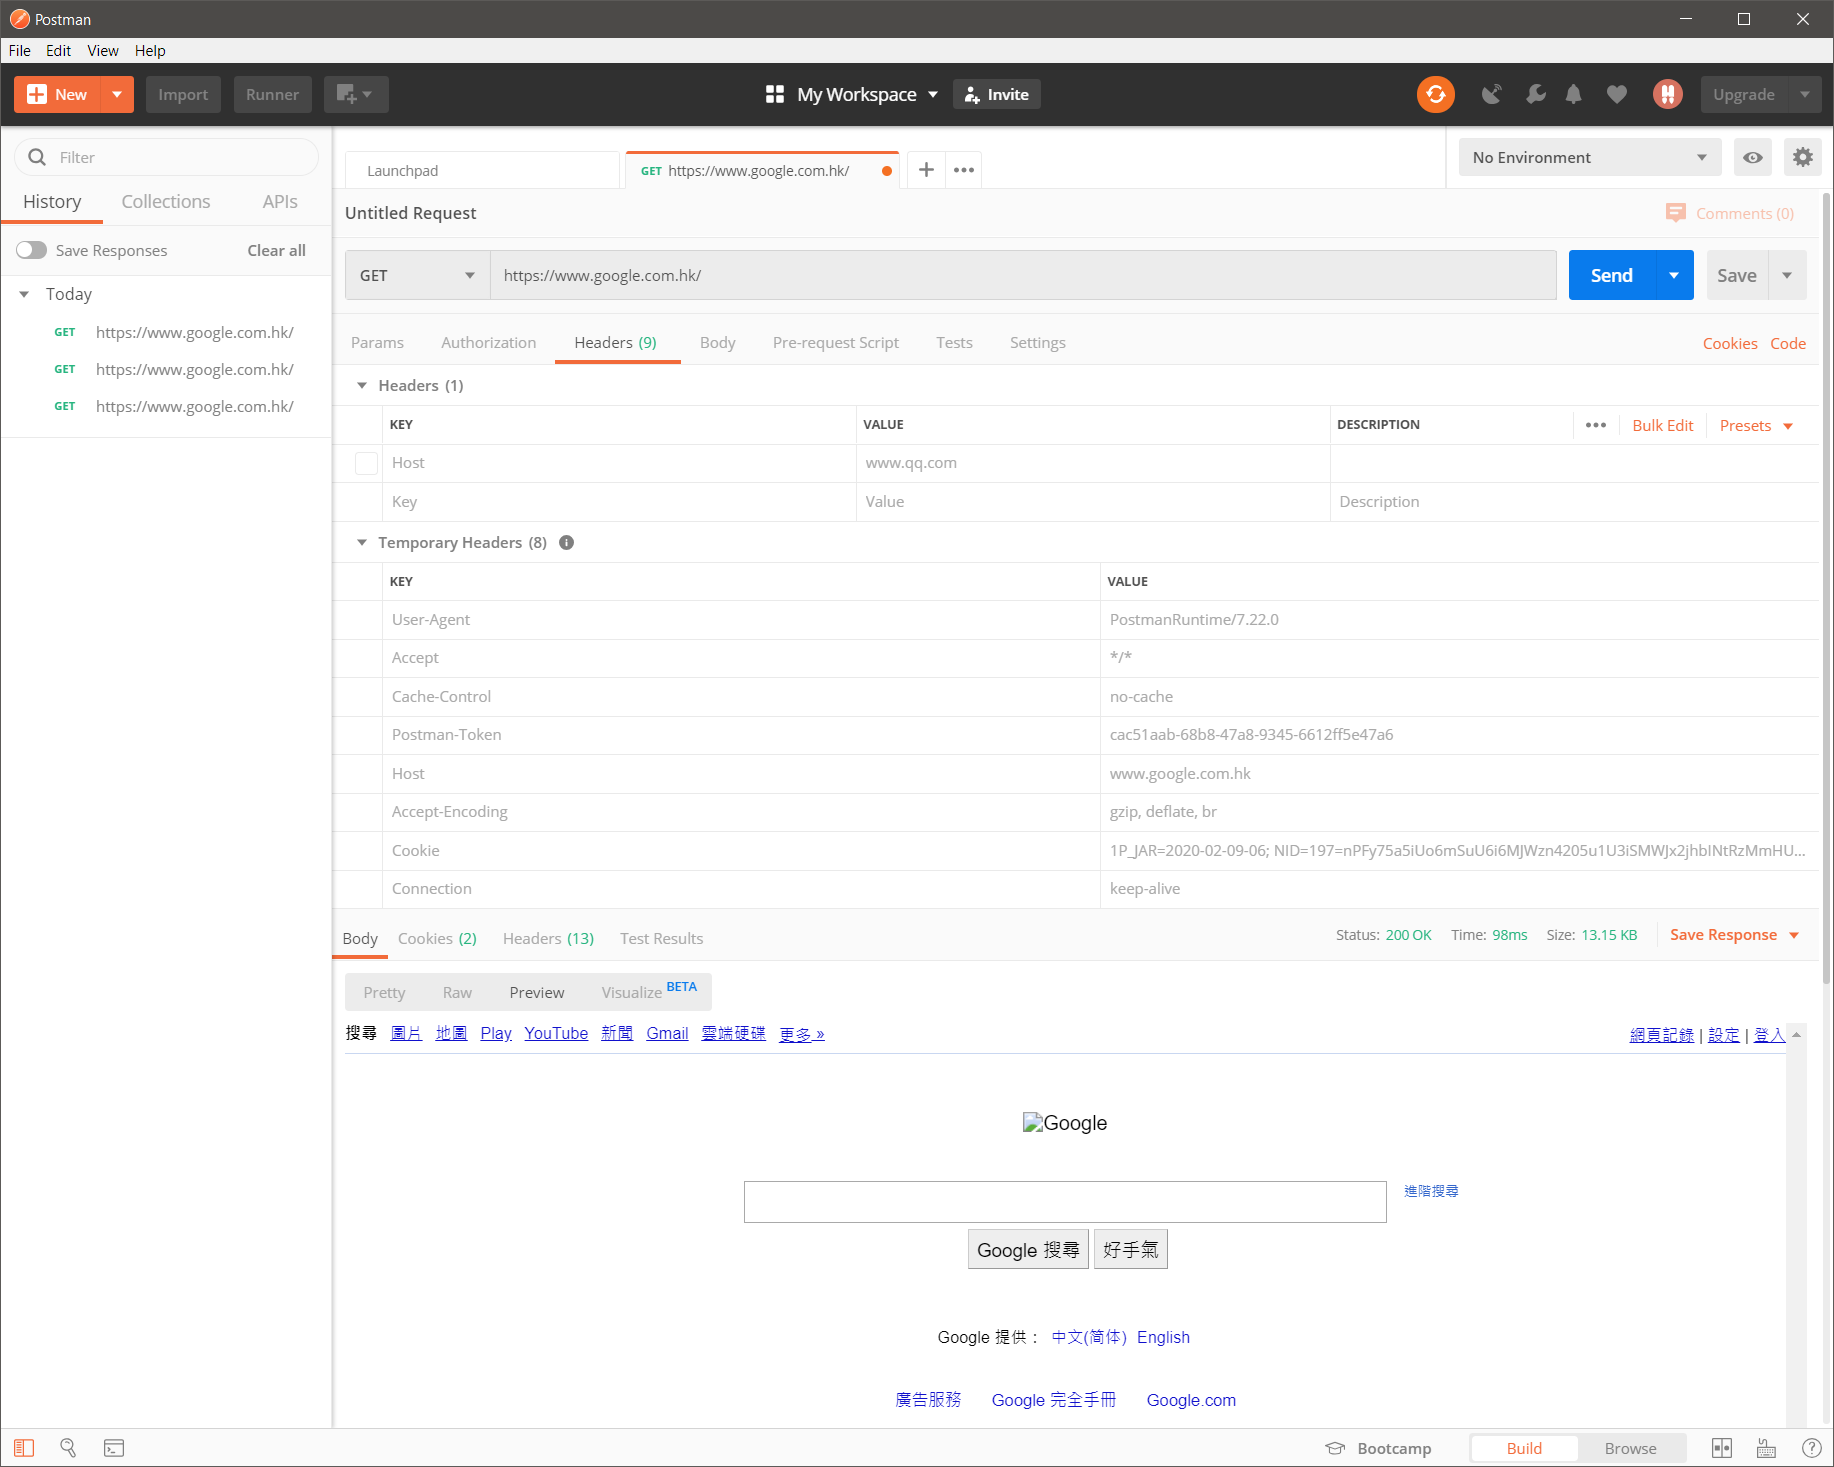 Postman
File Edit View Help
New Import Runner My Workspace Invite Upgrade
Filter
History Collections APIs
Save Responses Clear all
Today
GET https://www.google.com.hk/
GET https://www.google.com.hk/
GET https://www.google.com.hk/
Launchpad GET https://www.google.com.hk/ + ••• No Environment
Untitled Request Comments (0)
GET https://www.google.com.hk/ Send Save
Params Authorization Headers (9) Body Pre-request Script Tests Settings Cookies Code
Headers (1)
KEY VALUE DESCRIPTION ••• Bulk Edit Presets
Host www.qq.com
Key Value Description
Temporary Headers (8)
KEY VALUE
User-Agent PostmanRuntime/7.22.0
Accept */*
Cache-Control no-cache
Postman-Token cac51aab-68b8-47a8-9345-6612ff5e47a6
Host www.google.com.hk
Accept-Encoding gzip, deflate, br
Cookie 1P_JAR=2020-02-09-06; NID=197=nPFy75a5iUo6mSuU6i6MJWzn4205u1U3iSMWJx2jhbINtRzMmHU...
Connection keep-alive
Body Cookies (2) Headers (13) Test Results Status: 200 OK Time: 98ms Size: 13.15 KB Save Response
Pretty Raw Preview Visualize BETA
搜尋 圖片 地圖 Play YouTube 新聞 Gmail 雲端硬碟 更多 » 網頁記錄 | 設定 | 登入
Google
進階搜尋
Google 搜尋 好手氣
Google 提供： 中文(简体) English
廣告服務 Google 完全手冊 Google.com
Bootcamp Build Browse